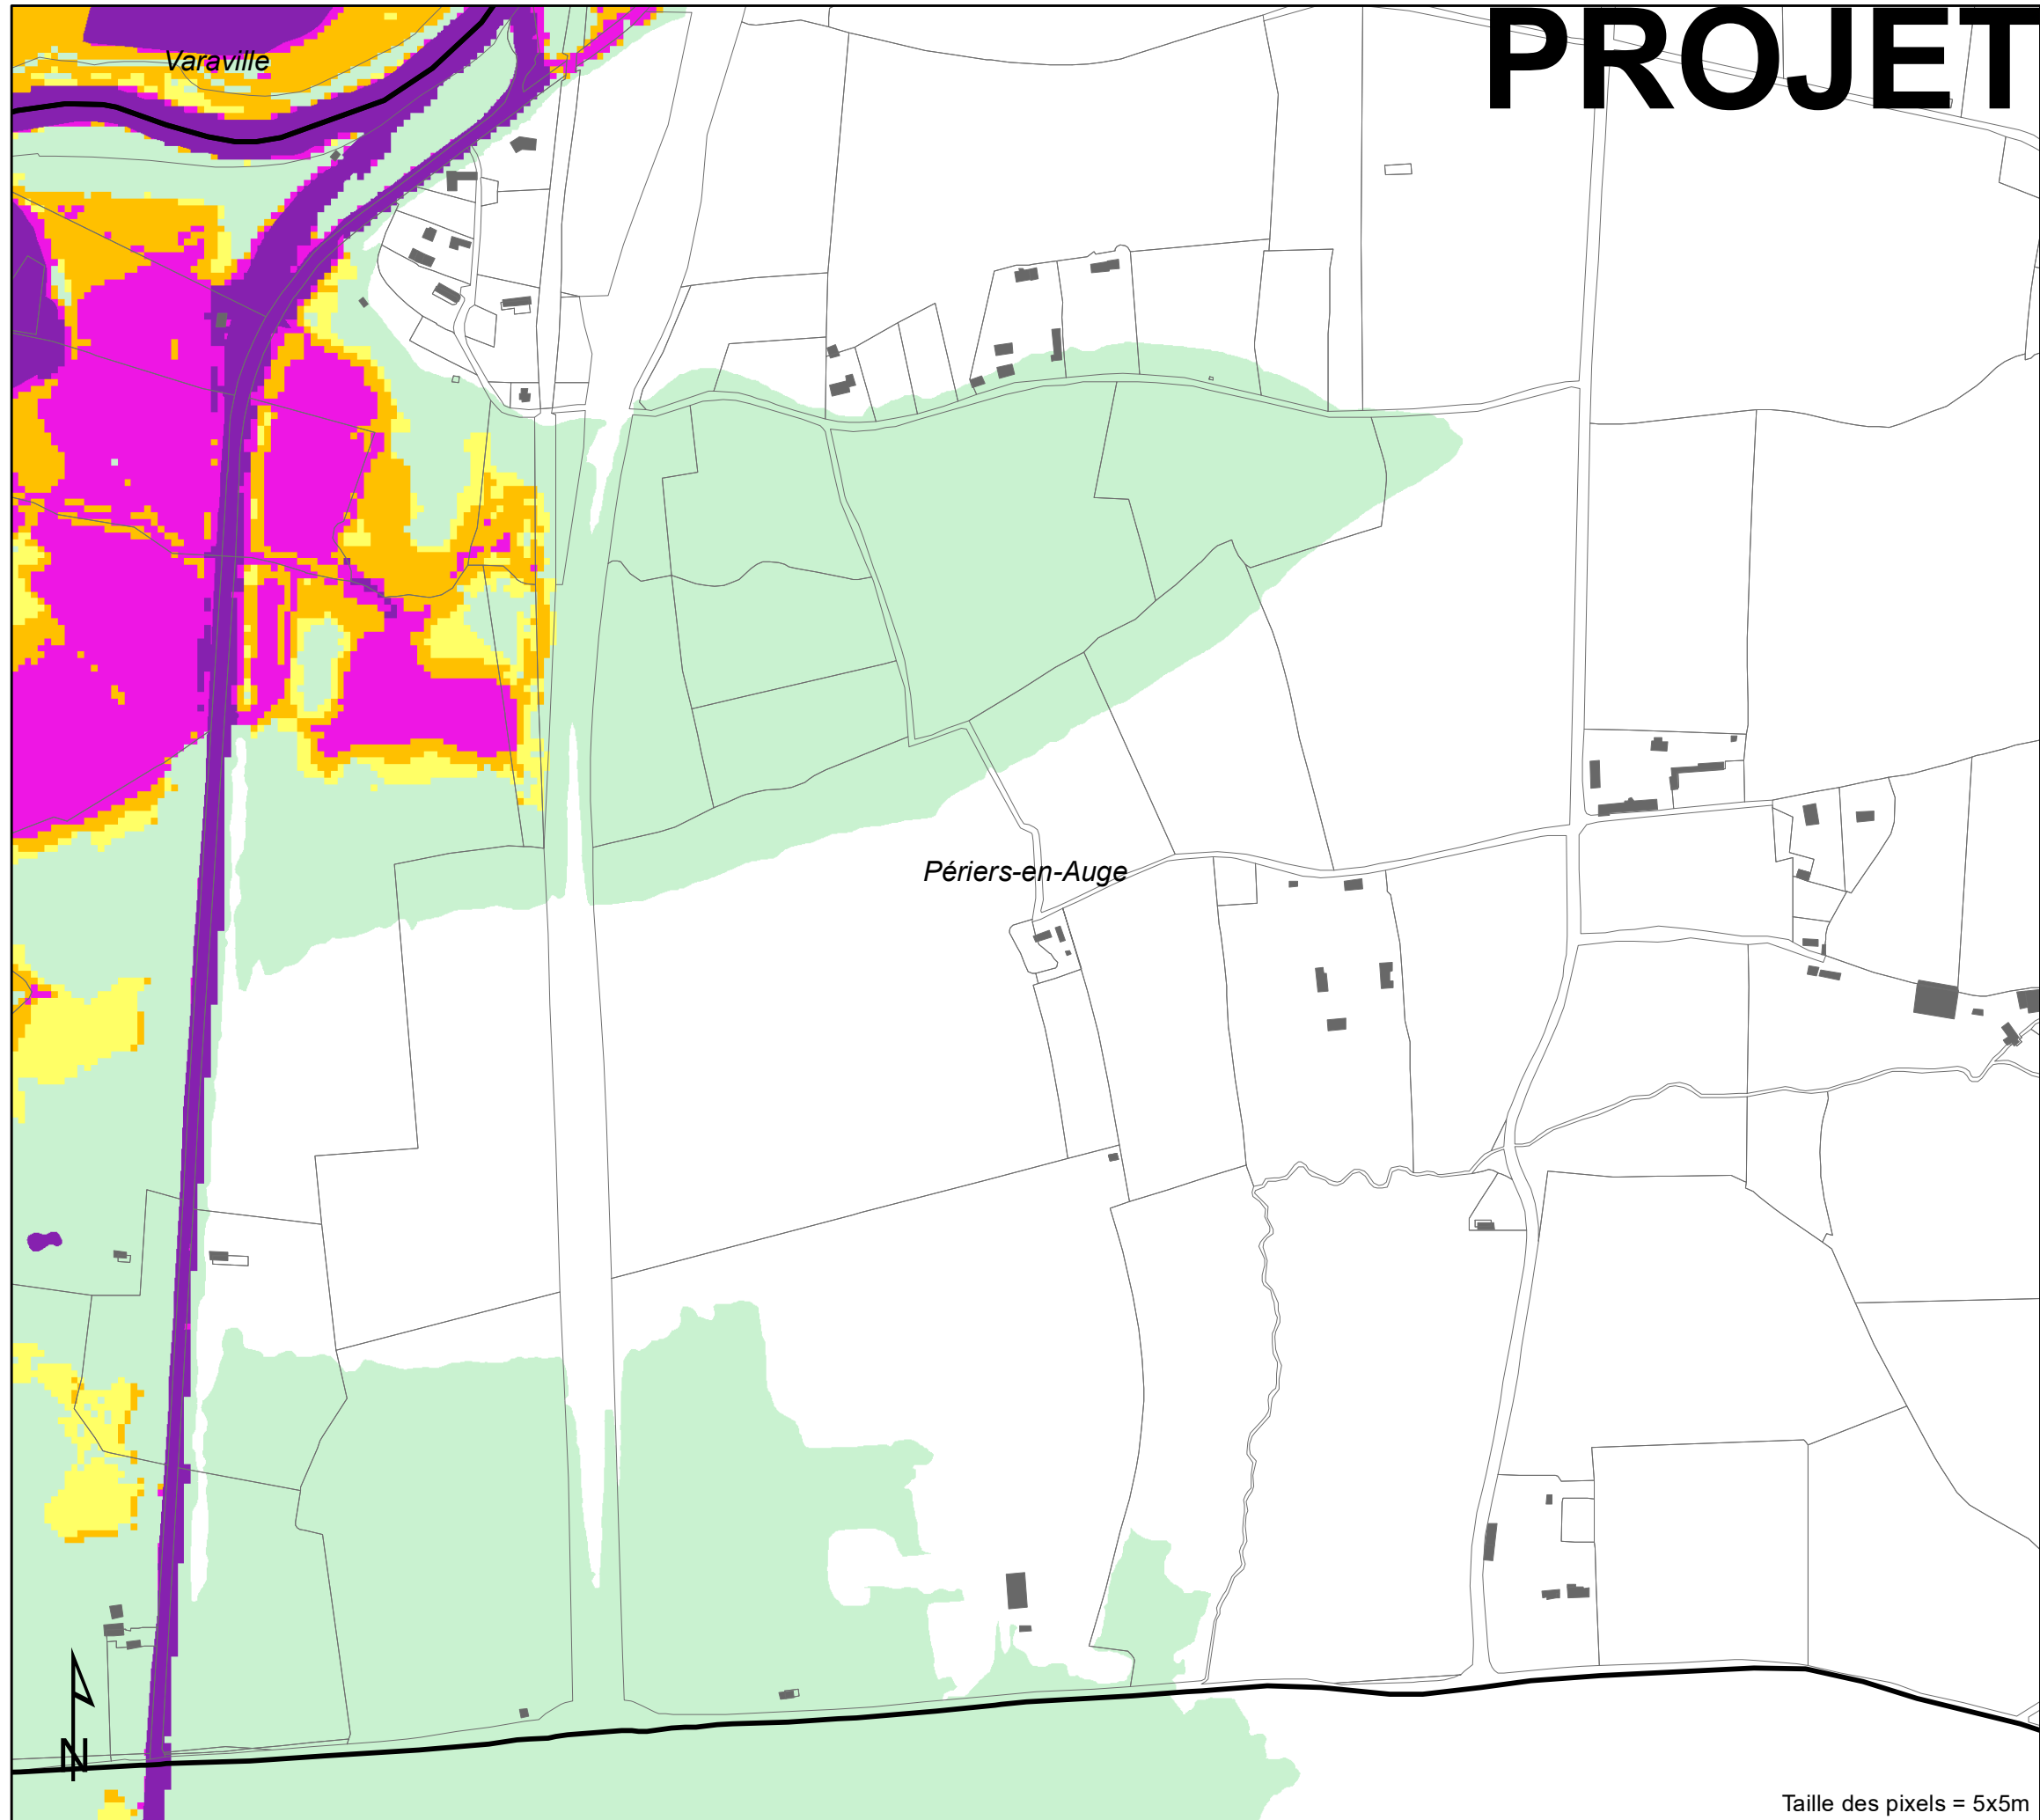 PROJET
Varaville
Périers-en-Auge
N
Taille des pixels = 5x5m